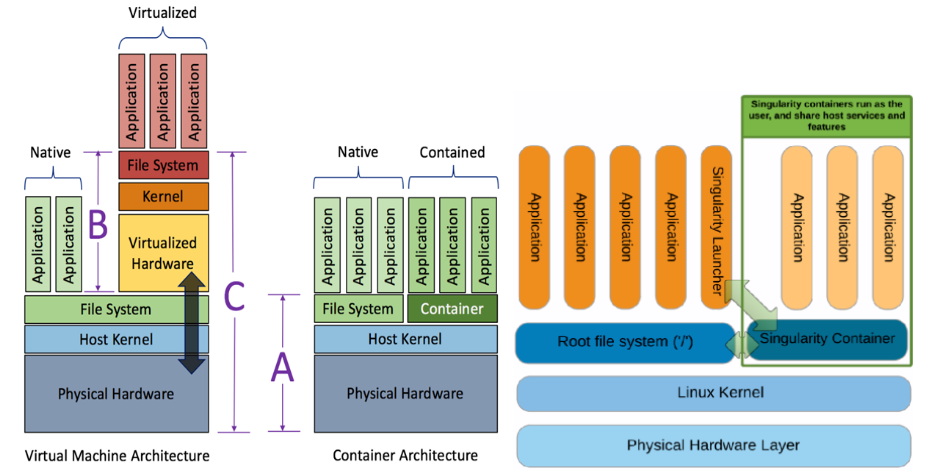 Virtualized
Application
Application
Application
Native
Application
Application
File System
Kernel
Virtualized
Hardware
File System
Host Kernel
Physical Hardware
B
C
Virtual Machine Architecture
Native
Contained
Application
Application
Application
Application
Application
Application
File System
Container
Host Kernel
Physical Hardware
A
Container Architecture
Singularity containers run as the
user, and share host services and
features
Application
Application
Application
Application
Singularity Launcher
Application
Application
Application
Root file system ('/')
Singularity Container
Linux Kernel
Physical Hardware Layer